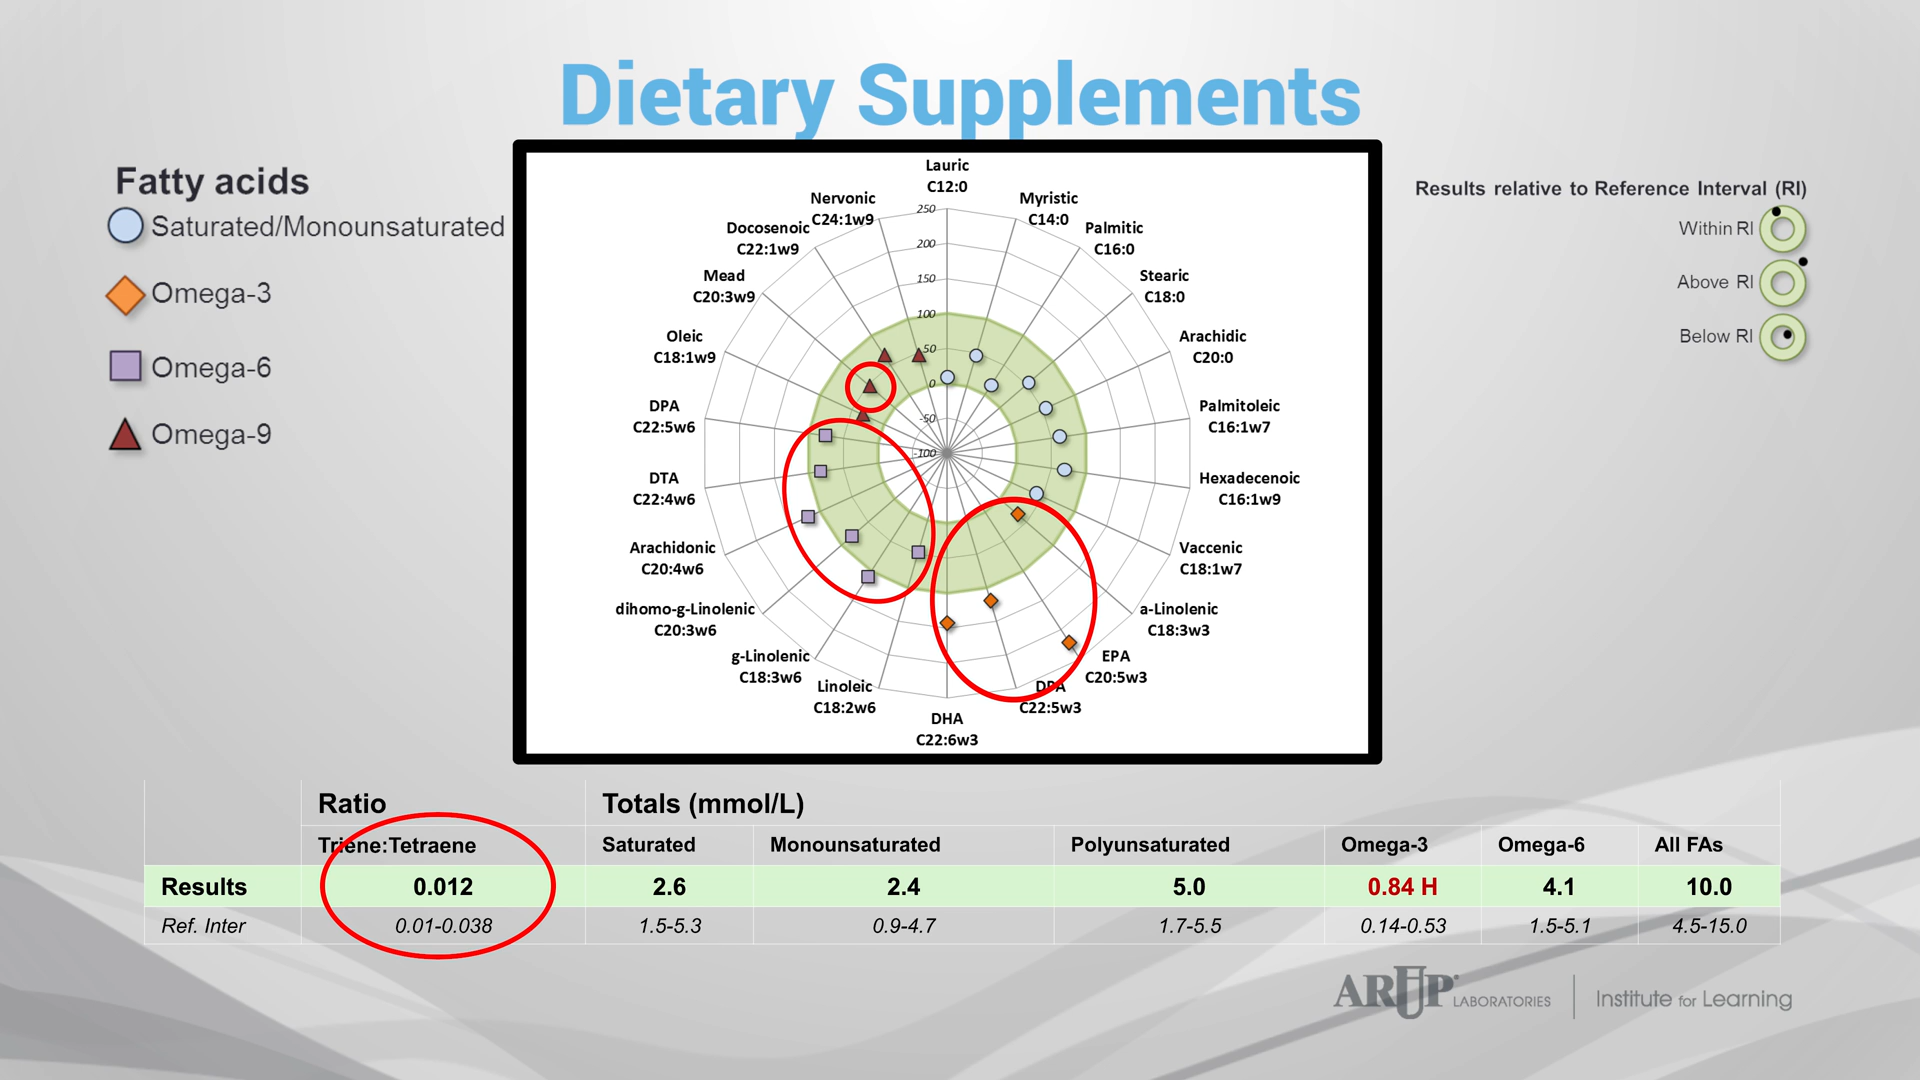 Dietary Supplements
Fatty acids
Saturated/Monounsaturated
Omega-3
Omega-6
Omega-9
Results relative to Reference Interval (RI)
Within RI
Above RI
Below RI
Lauric
C12:0
Myristic
C14:0
Palmitic
C16:0
Stearic
C18:0
Arachidic
C20:0
Palmitoleic
C16:1w7
Hexadecenoic
C16:1w9
Vaccenic
C18:1w7
a-Linolenic
C18:3w3
EPA
C20:5w3
DPA
C22:5w3
DHA
C22:6w3
Linoleic
C18:2w6
g-Linolenic
C18:3w6
dihomo-g-Linolenic
C20:3w6
Arachidonic
C20:4w6
DTA
C22:4w6
DPA
C22:5w6
Oleic
C18:1w9
Mead
C20:3w9
Docosenoic
C22:1w9
Nervonic
C24:1w9
250
200
150
100
50
0
-50
-100
Ratio Totals (mmol/L)
Triene:Tetraene Saturated Monounsaturated Polyunsaturated Omega-3 Omega-6 All FAs
Results 0.012 2.6 2.4 5.0 0.84 H 4.1 10.0
Ref. Inter 0.01-0.038 1.5-5.3 0.9-4.7 1.7-5.5 0.14-0.53 1.5-5.1 4.5-15.0
ARUP® LABORATORIES | Institute for Learning